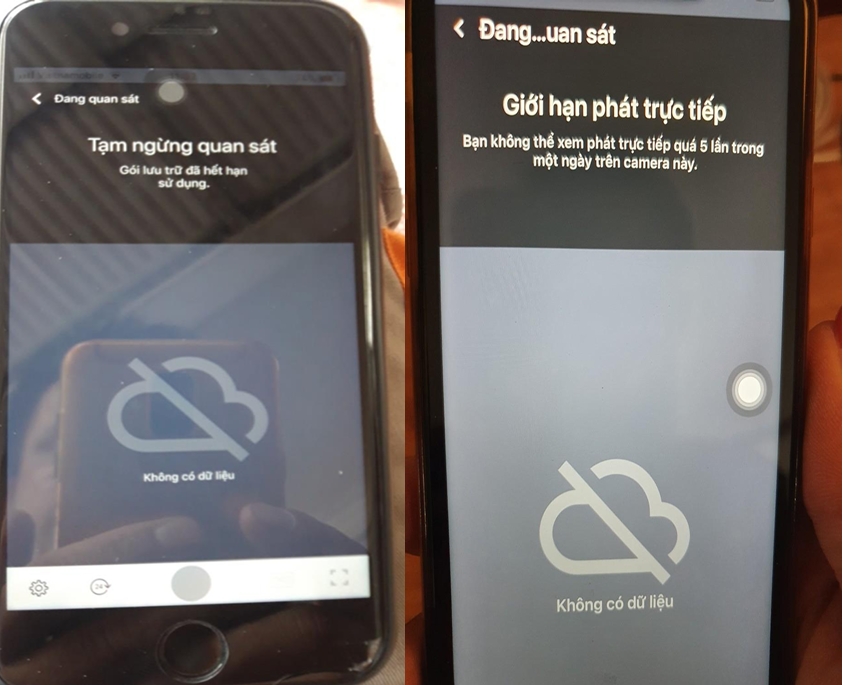 Đang quan sát
Tạm ngừng quan sát
Gói lưu trữ đã hết hạn
sử dụng.
Không có dữ liệu
24
Đang...uan sát
Giới hạn phát trực tiếp
Bạn không thể xem phát trực tiếp quá 5 lần trong
một ngày trên camera này.
Không có dữ liệu